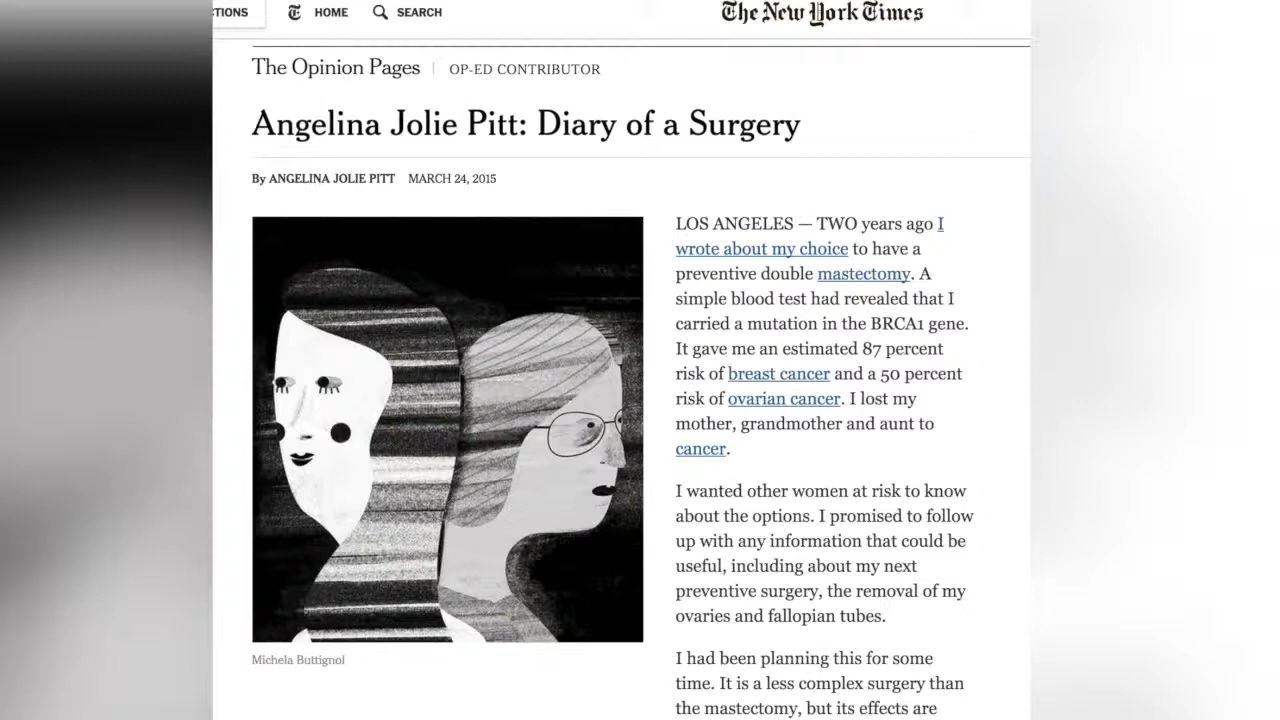 HOME
SEARCH
The New York Times
The Opinion Pages
OP-ED CONTRIBUTOR
Angelina Jolie Pitt: Diary of a Surgery
By ANGELINA JOLIE PITT MARCH 24, 2015
LOS ANGELES — TWO years ago I
wrote about my choice to have a
preventive double mastectomy. A
simple blood test had revealed that I
carried a mutation in the BRCA1 gene.
It gave me an estimated 87 percent
risk of breast cancer and a 50 percent
risk of ovarian cancer. I lost my
mother, grandmother and aunt to
cancer.
I wanted other women at risk to know
about the options. I promised to follow
up with any information that could be
useful, including about my next
preventive surgery, the removal of my
ovaries and fallopian tubes.
I had been planning this for some
time. It is a less complex surgery than
the mastectomy, but its effects are
Michela Buttignol